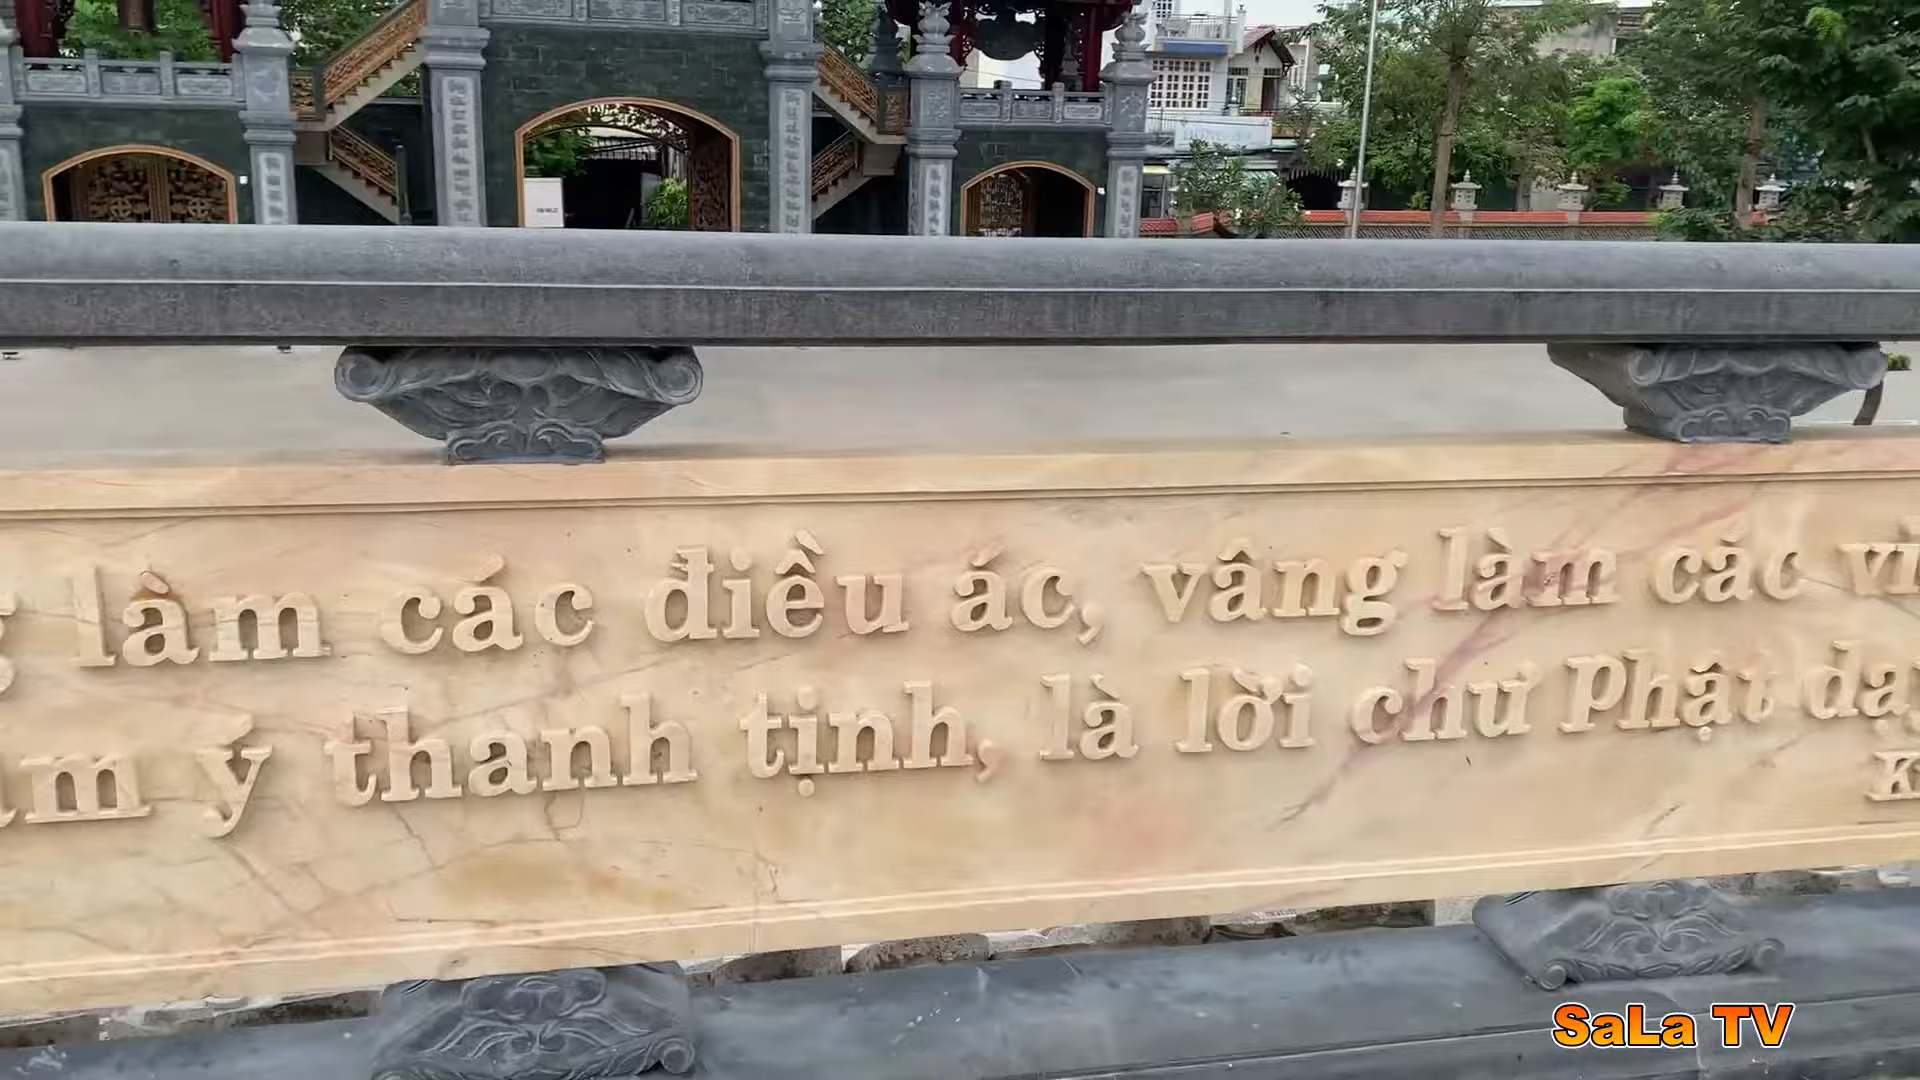 làm các điều ác, vâng làm các
ý thanh tịnh, là lời chư Phật
SaLa TV